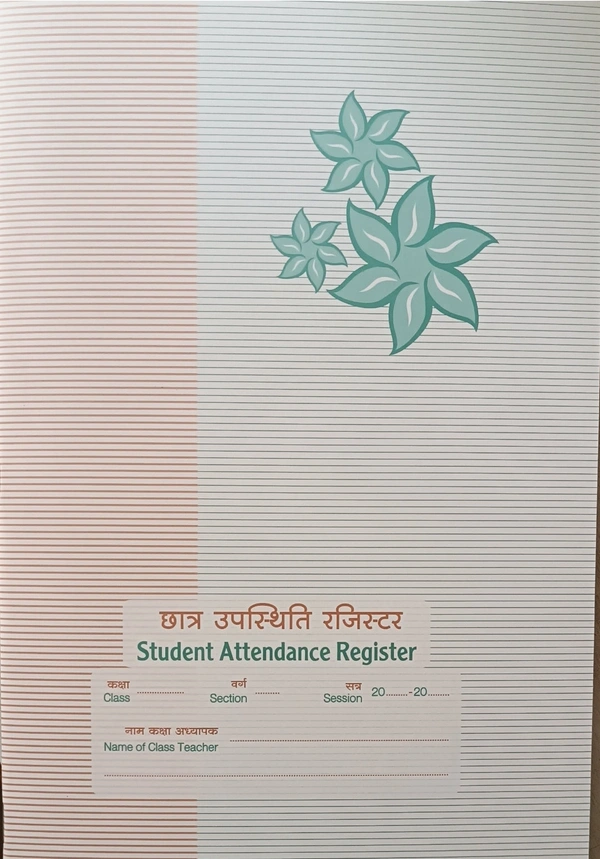 छात्र उपस्थिति रजिस्टर
Student Attendance Register
कक्षा ............... वर्ग ........ सत्र
Class Section Session 20........-20........
नाम कक्षा अध्यापक
Name of Class Teacher